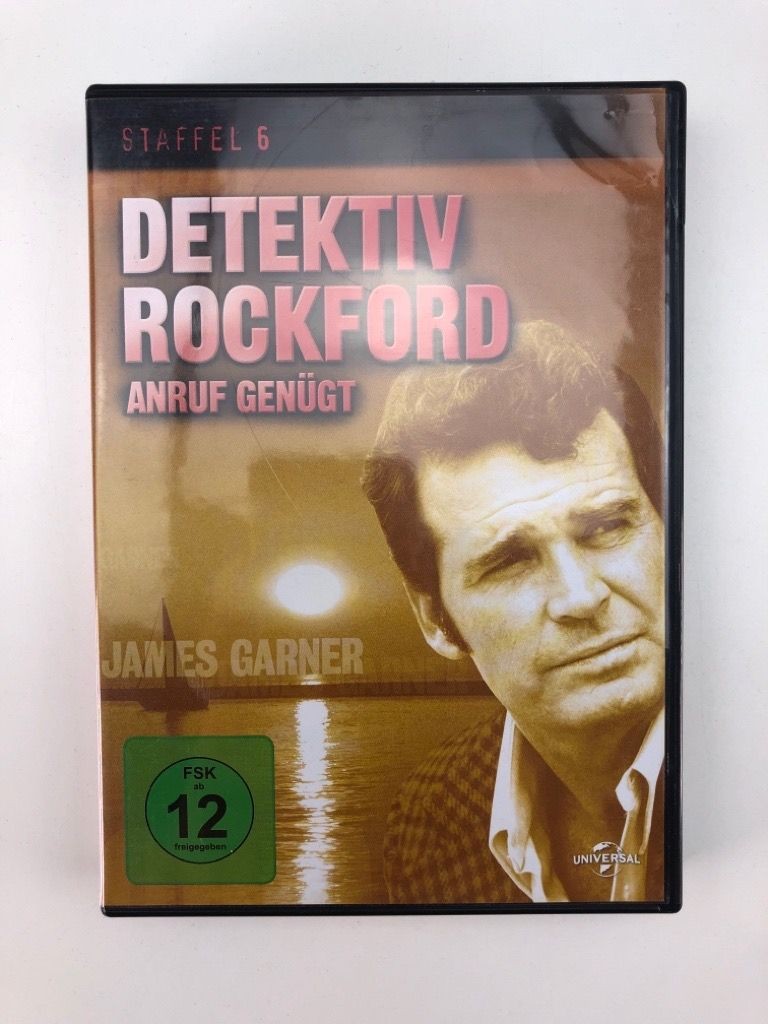 STAFFEL 6
DETEKTIV
ROCKFORD
ANRUF GENÜGT
JAMES GARNER
FSK
ab
12
freigegeben
UNIVERSAL